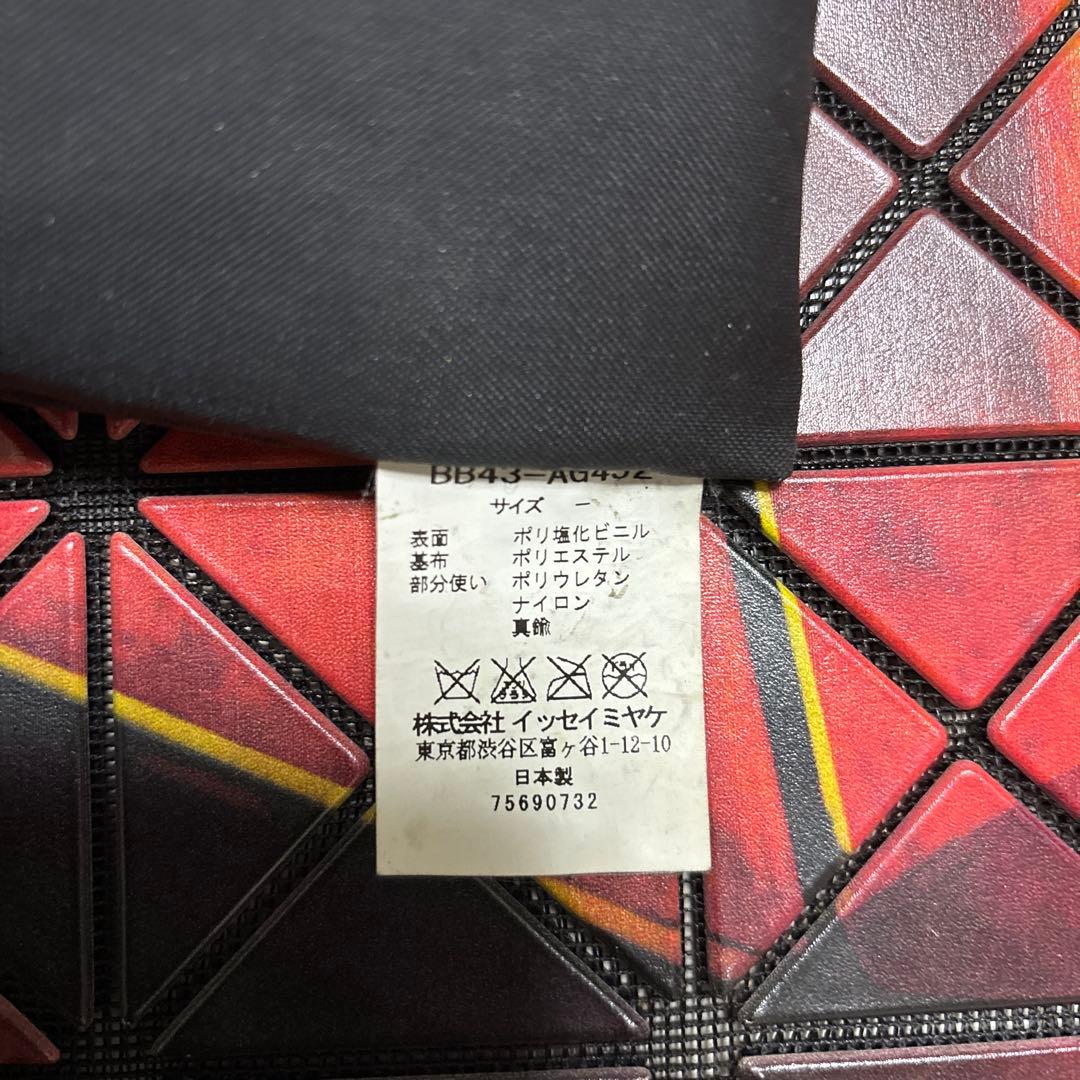 BB43-AG452
サイズ －
表面 ポリ塩化ビニル
基布 ポリエステル
部分使い ポリウレタン
ナイロン
真鍮
株式会社 イッセイミヤケ
東京都渋谷区富ヶ谷1-12-10
日本製
75690732